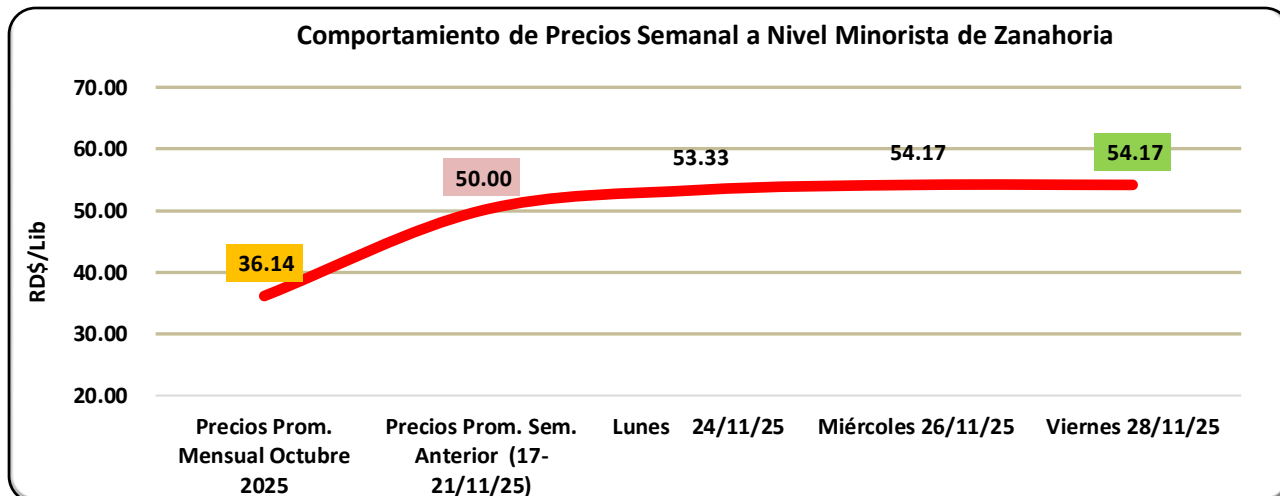 Comportamiento de Precios Semanal a Nivel Minorista de Zanahoria
RD$/Lib
70.00
60.00
50.00
40.00
30.00
20.00
36.14
50.00
53.33
54.17
54.17
Precios Prom.
Mensual Octubre
2025
Precios Prom. Sem.
Anterior (17-
21/11/25)
Lunes 24/11/25
Miércoles 26/11/25
Viernes 28/11/25